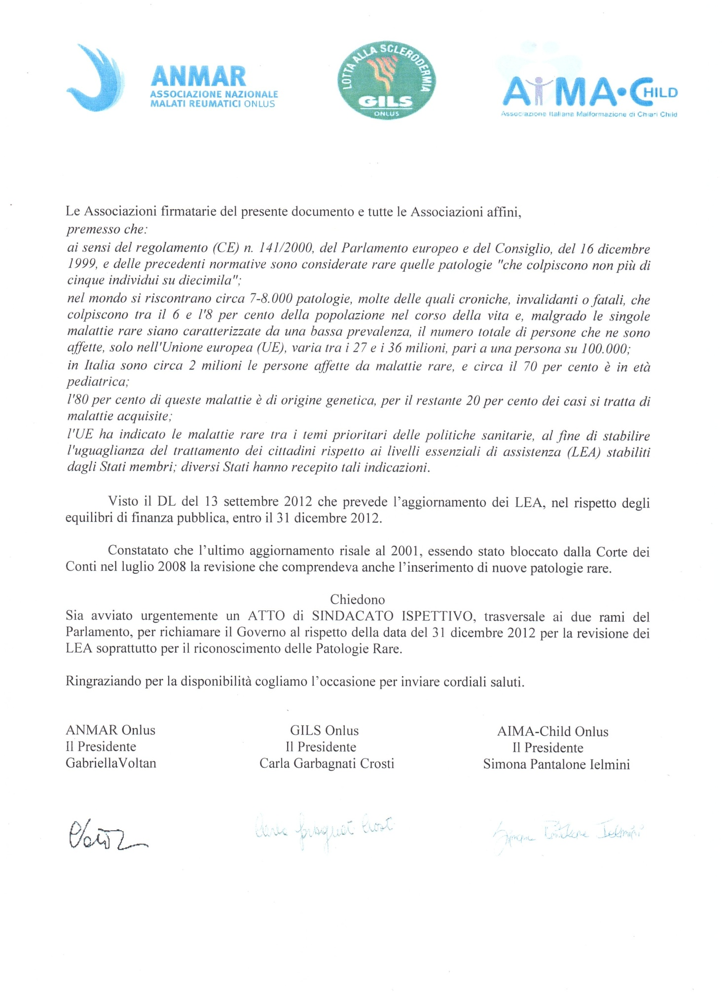 ANMAR
ASSOCIAZIONE NAZIONALE
MALATI REUMATICI ONLUS
LOTTA ALLA SCLERODERMIA
GILS
ONLUS
AIMA•CHILD
Associazione Italiana Malformazione di Chiari Child
Le Associazioni firmatarie del presente documento e tutte le Associazioni affini,
premesso che:
ai sensi del regolamento (CE) n. 141/2000, del Parlamento europeo e del Consiglio, del 16 dicembre
1999, e delle precedenti normative sono considerate rare quelle patologie "che colpiscono non più di
cinque individui su diecimila";
nel mondo si riscontrano circa 7-8.000 patologie, molte delle quali croniche, invalidanti o fatali, che
colpiscono tra il 6 e l'8 per cento della popolazione nel corso della vita e, malgrado le singole
malattie rare siano caratterizzate da una bassa prevalenza, il numero totale di persone che ne sono
affette, solo nell'Unione europea (UE), varia tra i 27 e i 36 milioni, pari a una persona su 100.000;
in Italia sono circa 2 milioni le persone affette da malattie rare, e circa il 70 per cento è in età
pediatrica;
l'80 per cento di queste malattie è di origine genetica, per il restante 20 per cento dei casi si tratta di
malattie acquisite;
l'UE ha indicato le malattie rare tra i temi prioritari delle politiche sanitarie, al fine di stabilire
l'uguaglianza del trattamento dei cittadini rispetto ai livelli essenziali di assistenza (LEA) stabiliti
dagli Stati membri; diversi Stati hanno recepito tali indicazioni.
Visto il DL del 13 settembre 2012 che prevede l’aggiornamento dei LEA, nel rispetto degli
equilibri di finanza pubblica, entro il 31 dicembre 2012.
Constatato che l’ultimo aggiornamento risale al 2001, essendo stato bloccato dalla Corte dei
Conti nel luglio 2008 la revisione che comprendeva anche l’inserimento di nuove patologie rare.
Chiedono
Sia avviato urgentemente un ATTO di SINDACATO ISPETTIVO, trasversale ai due rami del
Parlamento, per richiamare il Governo al rispetto della data del 31 dicembre 2012 per la revisione dei
LEA soprattutto per il riconoscimento delle Patologie Rare.
Ringraziando per la disponibilità cogliamo l’occasione per inviare cordiali saluti.
ANMAR Onlus GILS Onlus AIMA-Child Onlus
Il Presidente Il Presidente Il Presidente
GabriellaVoltan Carla Garbagnati Crosti Simona Pantalone Ielmini